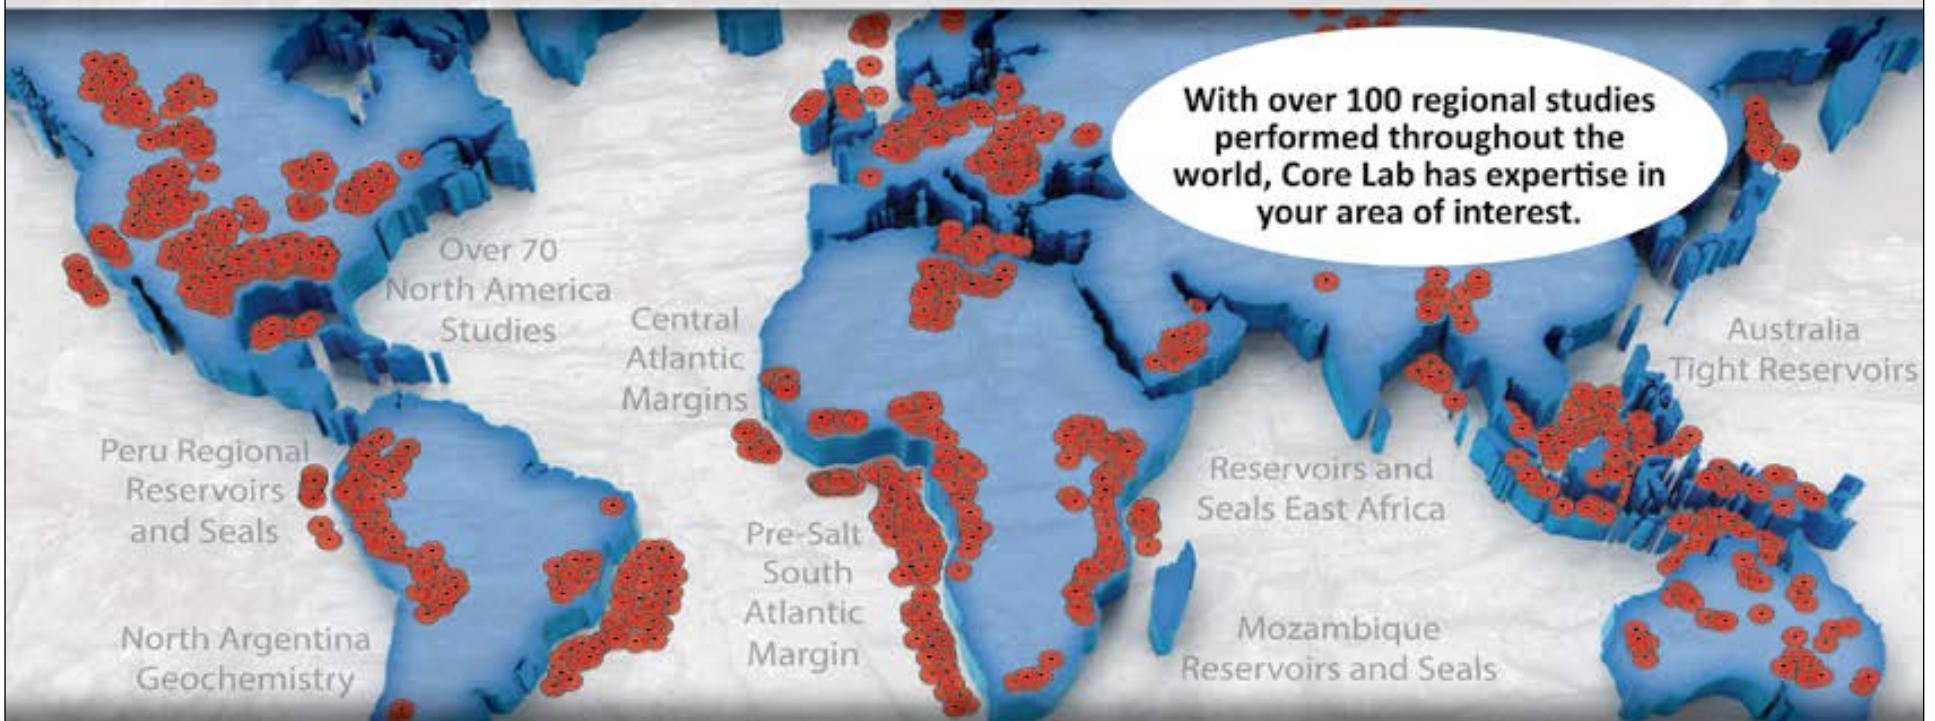 With over 100 regional studies
performed throughout the
world, Core Lab has expertise in
your area of interest.
Over 70
North America
Studies
Central
Atlantic
Margins
Australia
Tight Reservoirs
Peru Regional
Reservoirs
and Seals
Reservoirs and
Seals East Africa
Pre-Salt
South
Atlantic
Margin
North Argentina
Geochemistry
Mozambique
Reservoirs and Seals